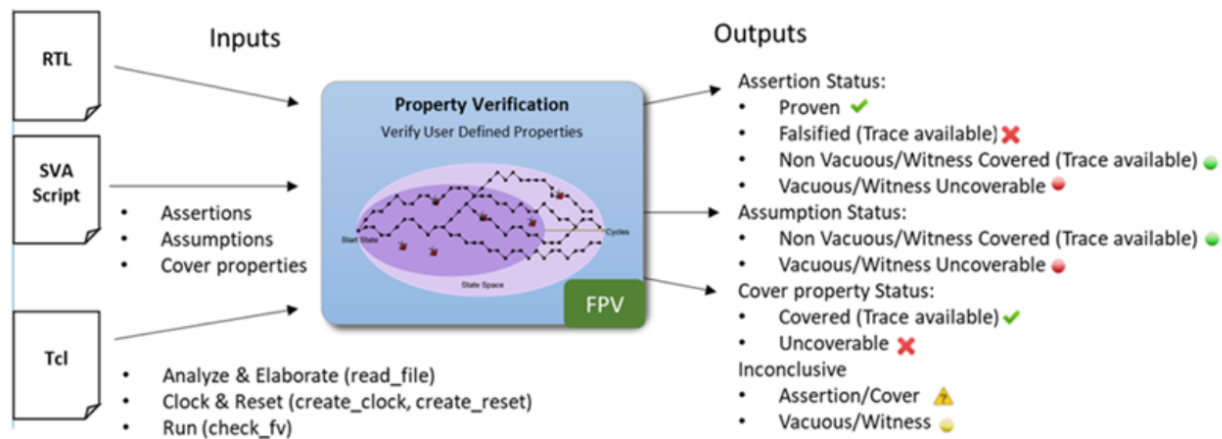 Inputs
RTL
SVA
Script
• Assertions
• Assumptions
• Cover properties
Tcl
• Analyze & Elaborate (read_file)
• Clock & Reset (create_clock, create_reset)
• Run (check_fv)
Property Verification
Verify User Defined Properties
Start State
Cycles
State Space
FPV
Outputs
Assertion Status:
• Proven
• Falsified (Trace available)
• Non Vacuous/Witness Covered (Trace available)
• Vacuous/Witness Uncoverable
Assumption Status:
• Non Vacuous/Witness Covered (Trace available)
• Vacuous/Witness Uncoverable
Cover property Status:
• Covered (Trace available)
• Uncoverable
Inconclusive
• Assertion/Cover
• Vacuous/Witness